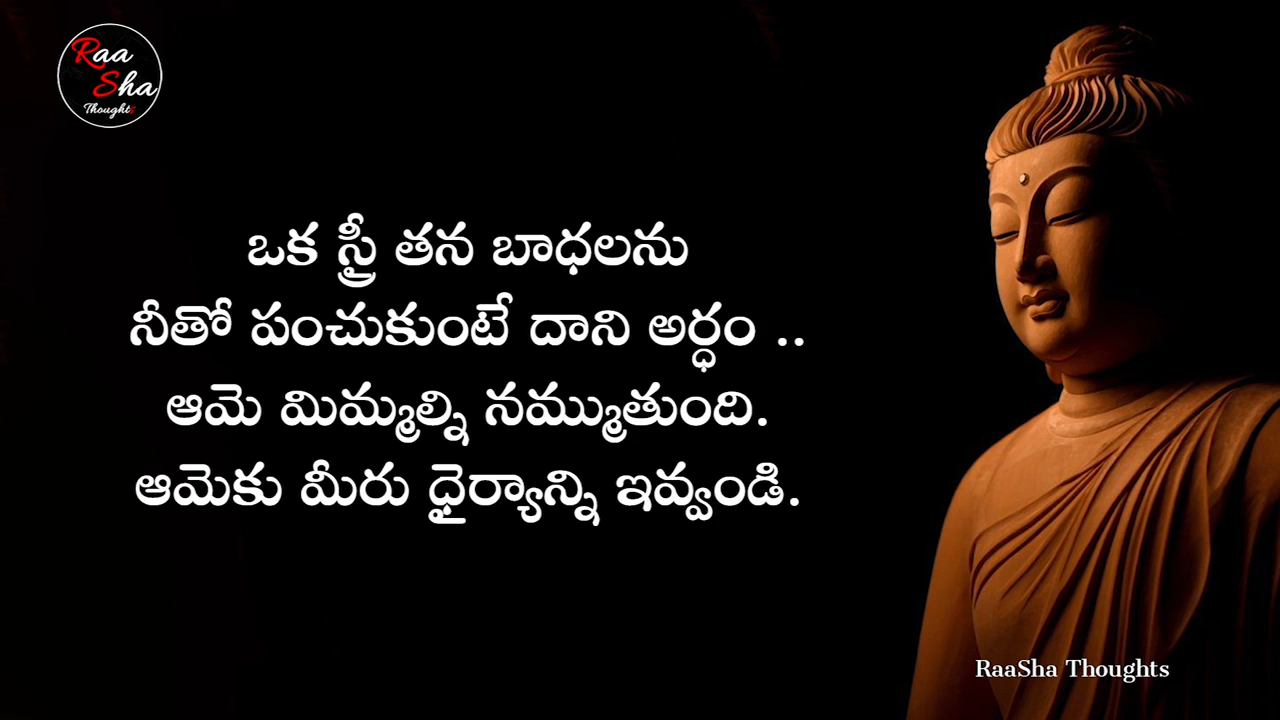 Raa
Sha
Thoughts
ఒక స్త్రీ తన బాధలను
నీతో పంచుకుంటే దాని అర్ధం ..
ఆమె మిమ్మల్ని నమ్ముతుంది.
ఆమెకు మీరు ధైర్యాన్ని ఇవ్వండి.
RaaSha Thoughts